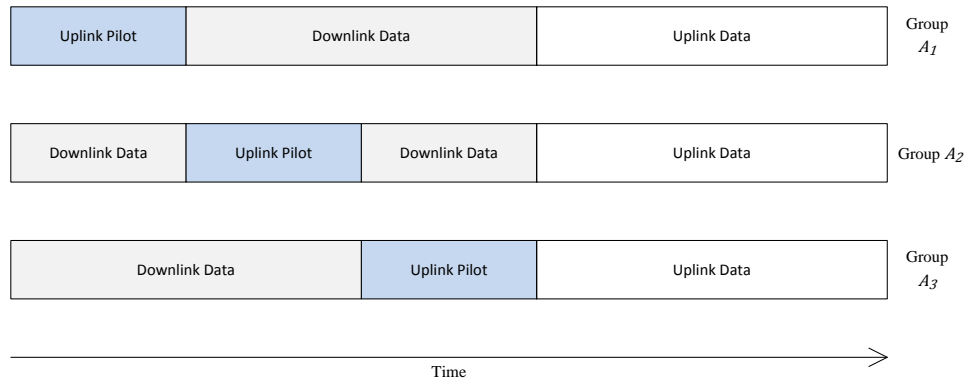 Uplink Pilot Downlink Data Uplink Data Group
A1
Downlink Data Uplink Pilot Downlink Data Uplink Data Group A2
Downlink Data Uplink Pilot Uplink Data Group
A3
Time